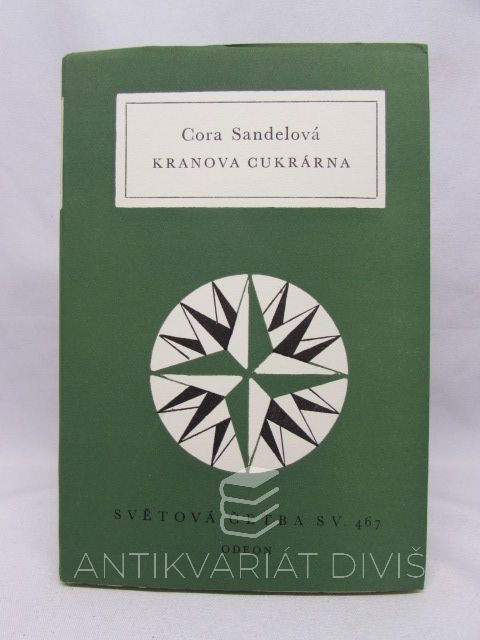 Cora Sandelová
KRANOVA CUKRÁRNA
SVĚTOVÁ ČETBA SV. 467
ODEON
ANTIKVARIÁT DIVIŠ